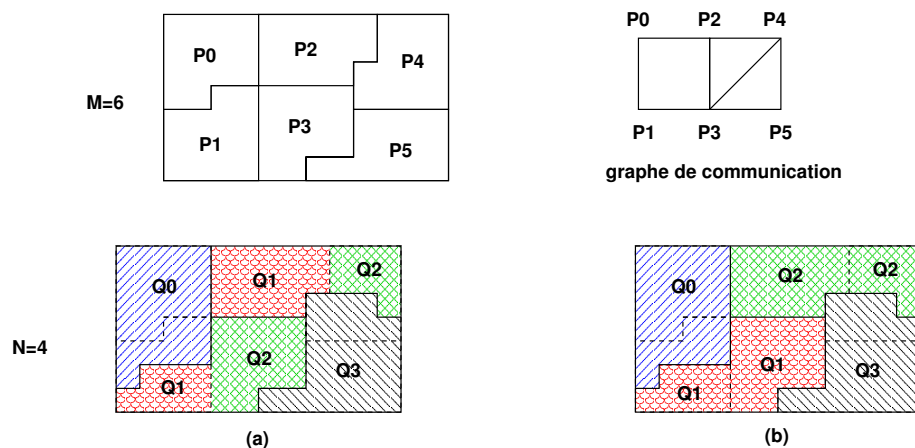 P0
P2
P4
P0
P2
P4
M=6
P1
P3
P5
P1
P3
P5
graphe de communication
Q0
Q1
Q2
Q0
Q2
Q2
N=4
Q1
Q2
Q3
Q1
Q1
Q3
(a)
(b)